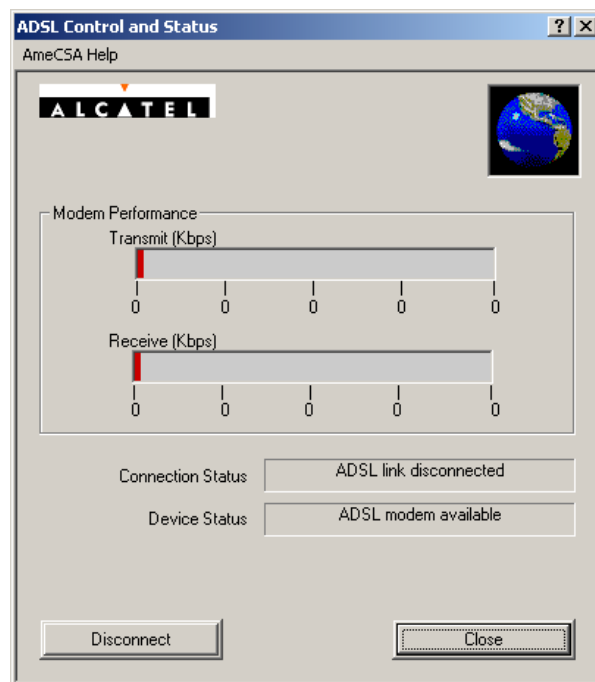 ADSL Control and Status
AmeCSA Help
ALCATEL
Modem Performance
Transmit (Kbps)
0 0 0 0 0
Receive (Kbps)
0 0 0 0 0
Connection Status ADSL link disconnected
Device Status ADSL modem available
Disconnect Close